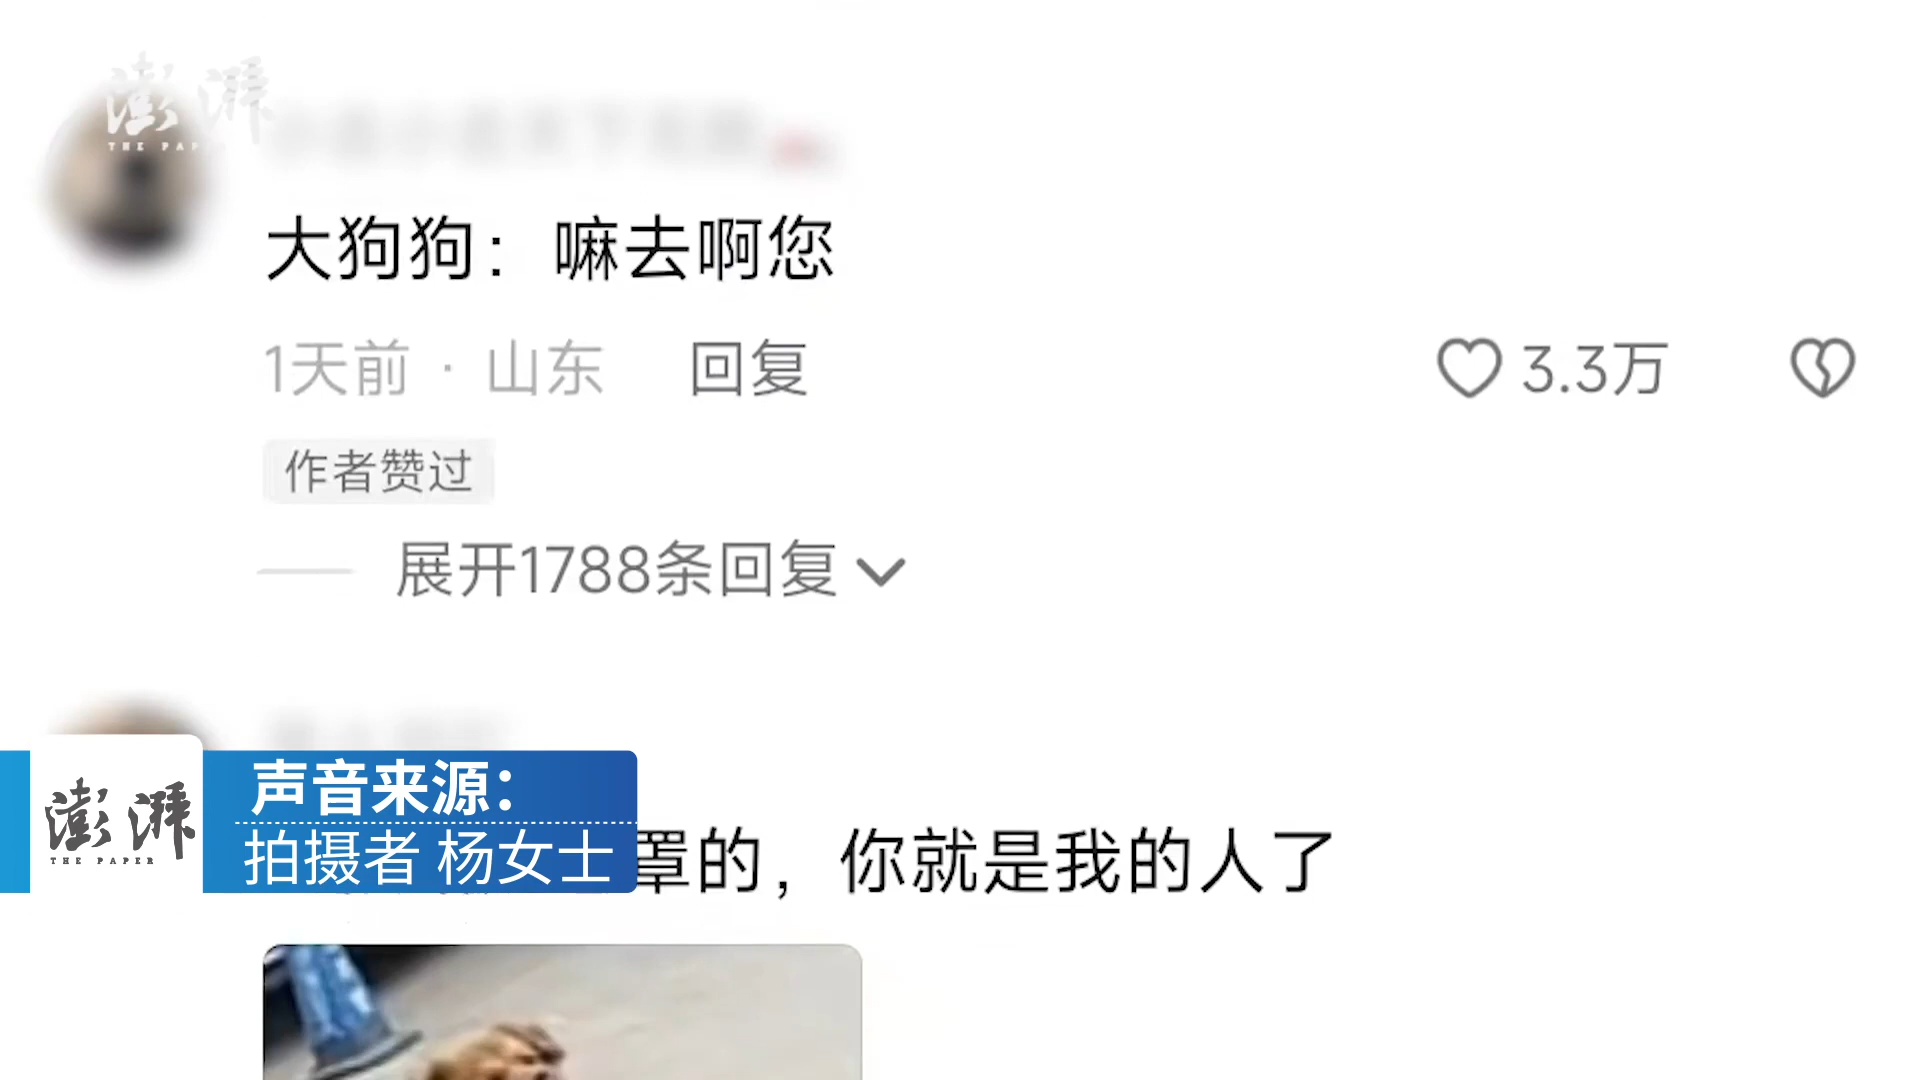 澎湃
THE PAP
大狗狗：嘛去啊您
1天前 · 山东 回复
3.3万
作者赞过
展开1788条回复
声音来源：
澎湃
THE PAPER
拍摄者 杨女士
罩的，你就是我的人了